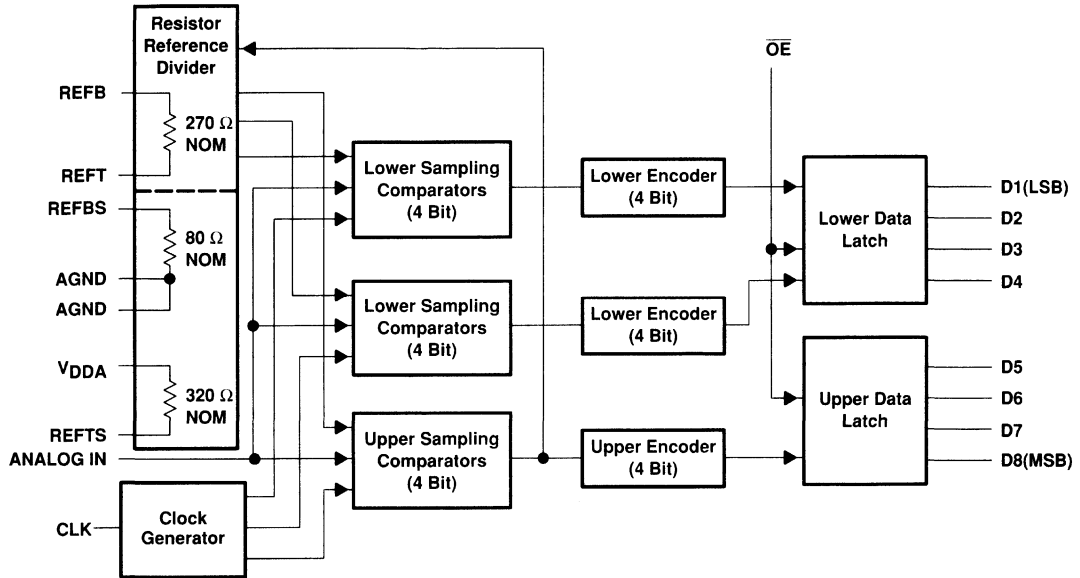 Resistor
Reference
Divider
OE
REFB
270 Ω
NOM
REFT
REFBS
80 Ω
NOM
AGND
AGND
VDDA
320 Ω
NOM
REFTS
ANALOG IN
CLK
Clock
Generator
Lower Sampling
Comparators
(4 Bit)
Lower Encoder
(4 Bit)
Lower Data
Latch
D1(LSB)
D2
D3
D4
Lower Sampling
Comparators
(4 Bit)
Lower Encoder
(4 Bit)
Upper Sampling
Comparators
(4 Bit)
Upper Encoder
(4 Bit)
Upper Data
Latch
D5
D6
D7
D8(MSB)